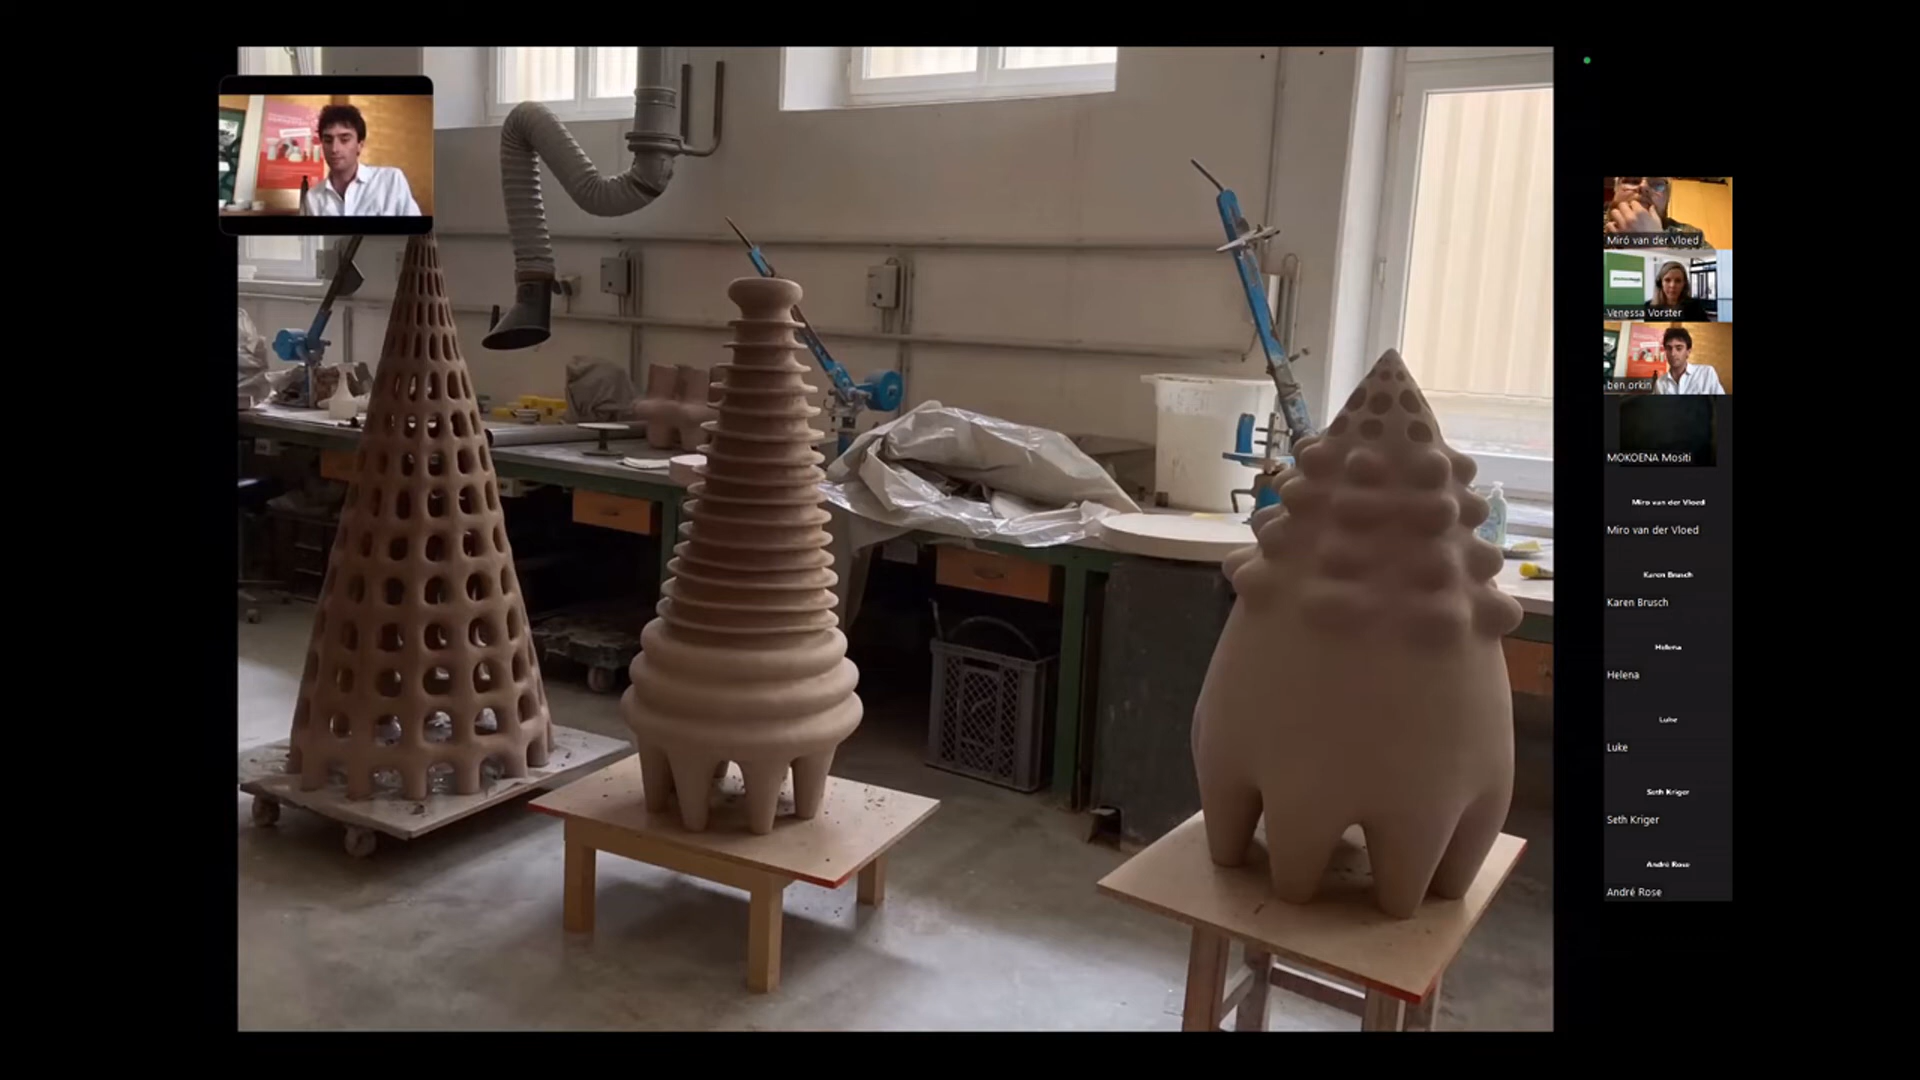 Miró van der Vloed
Venessa Vorster
ben orkin
MOKOENA Mositi
Miro van der Vloed
Miro van der Vloed
Karen Brusch
Karen Brusch
Helena
Helena
Luke
Luke
Seth Kriger
Seth Kriger
André Rose
André Rose